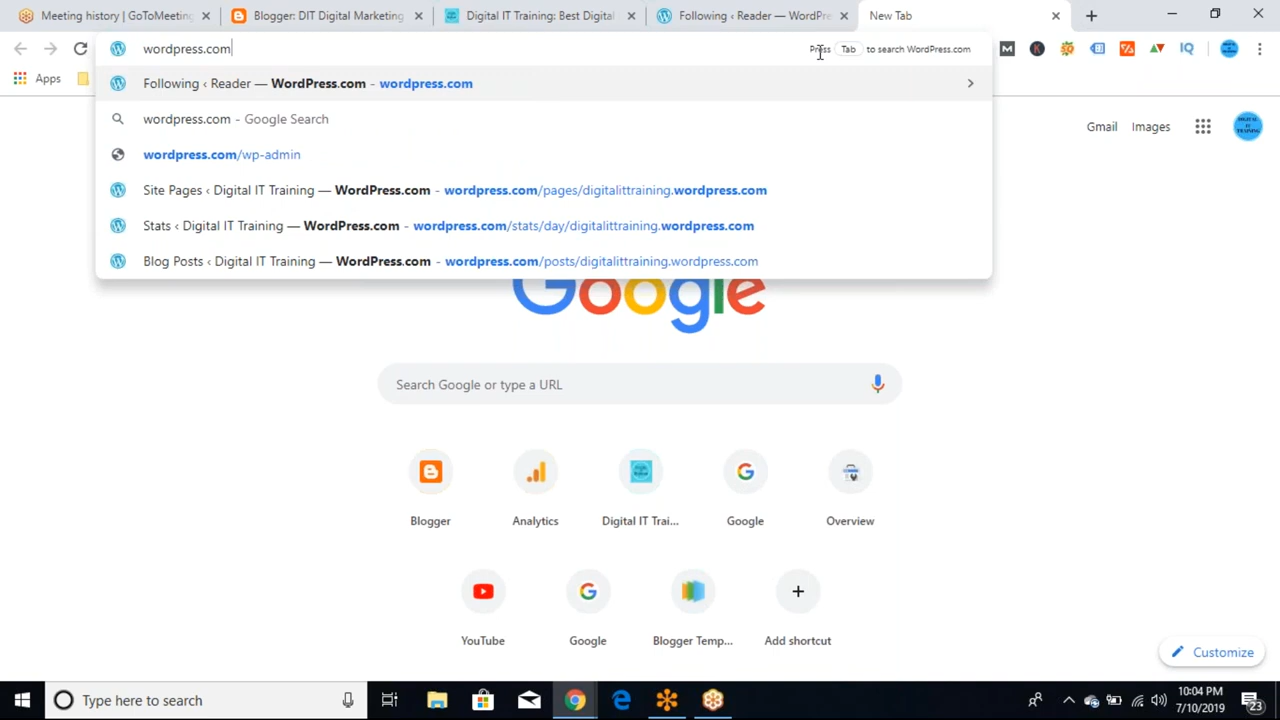 Meeting history | GoToMeeting
Blogger: DIT Digital Marketing
Digital IT Training: Best Digital
Following ‹ Reader — WordPre
New Tab
wordpress.com
Press Tab to search WordPress.com
Apps
Following ‹ Reader — WordPress.com - wordpress.com
wordpress.com - Google Search
wordpress.com/wp-admin
Site Pages ‹ Digital IT Training — WordPress.com - wordpress.com/pages/digitalittraining.wordpress.com
Stats ‹ Digital IT Training — WordPress.com - wordpress.com/stats/day/digitalittraining.wordpress.com
Blog Posts ‹ Digital IT Training — WordPress.com - wordpress.com/posts/digitalittraining.wordpress.com
Gmail Images
DIGITAL IT TRAINING
Google
Search Google or type a URL
Blogger
Analytics
Digital IT Trai...
Google
Overview
YouTube
Google
Blogger Temp...
Add shortcut
Customize
Type here to search
10:04 PM
7/10/2019
23